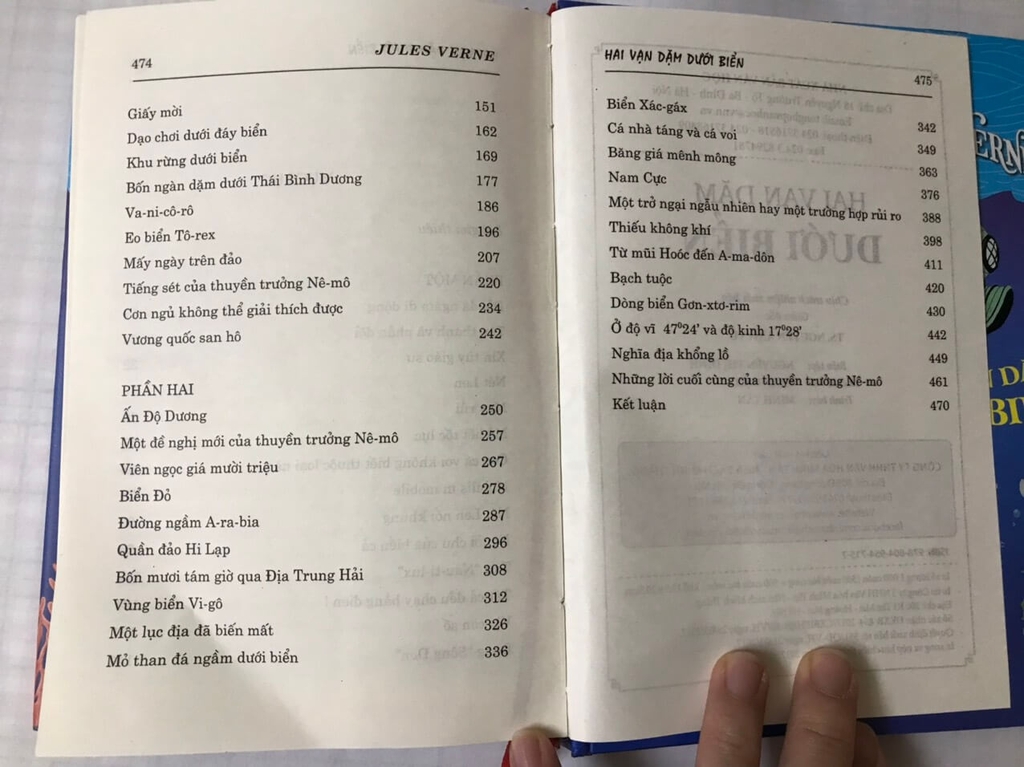 474
JULES VERNE
Giấy mời 151
Dạo chơi dưới đáy biển 162
Khu rừng dưới biển 169
Bốn ngàn dặm dưới Thái Bình Dương 177
Va-ni-cô-rô 186
Eo biển Tô-rex 196
Mấy ngày trên đảo 207
Tiếng sét của thuyền trưởng Nê-mô 220
Cơn ngủ không thể giải thích được 234
Vương quốc san hô 242
PHẦN HAI
Ấn Độ Dương 250
Một đề nghị mới của thuyền trưởng Nê-mô 257
Viên ngọc giá mười triệu 267
Biển Đỏ 278
Đường ngầm A-ra-bia 287
Quần đảo Hi Lạp 296
Bốn mươi tám giờ qua Địa Trung Hải 308
Vùng biển Vi-gô 312
Một lục địa đã biến mất 326
Mỏ than đá ngầm dưới biển 336
HAI VẠN DẶM DƯỚI BIỂN
475
Biển Xác-gáx 342
Cá nhà táng và cá voi 349
Băng giá mênh mông 363
Nam Cực 376
Một trở ngại ngẫu nhiên hay một trường hợp rủi ro 388
Thiếu không khí 398
Từ mũi Hoóc đến A-ma-dôn 411
Bạch tuộc 420
Dòng biển Gơn-xtơ-rim 430
Ở độ vĩ 47⁰24' và dộ kinh 17⁰28' 442
Nghĩa địa khổng lồ 449
Những lời cuối cùng của thuyền trưởng Nê-mô 461
Kết luận 470